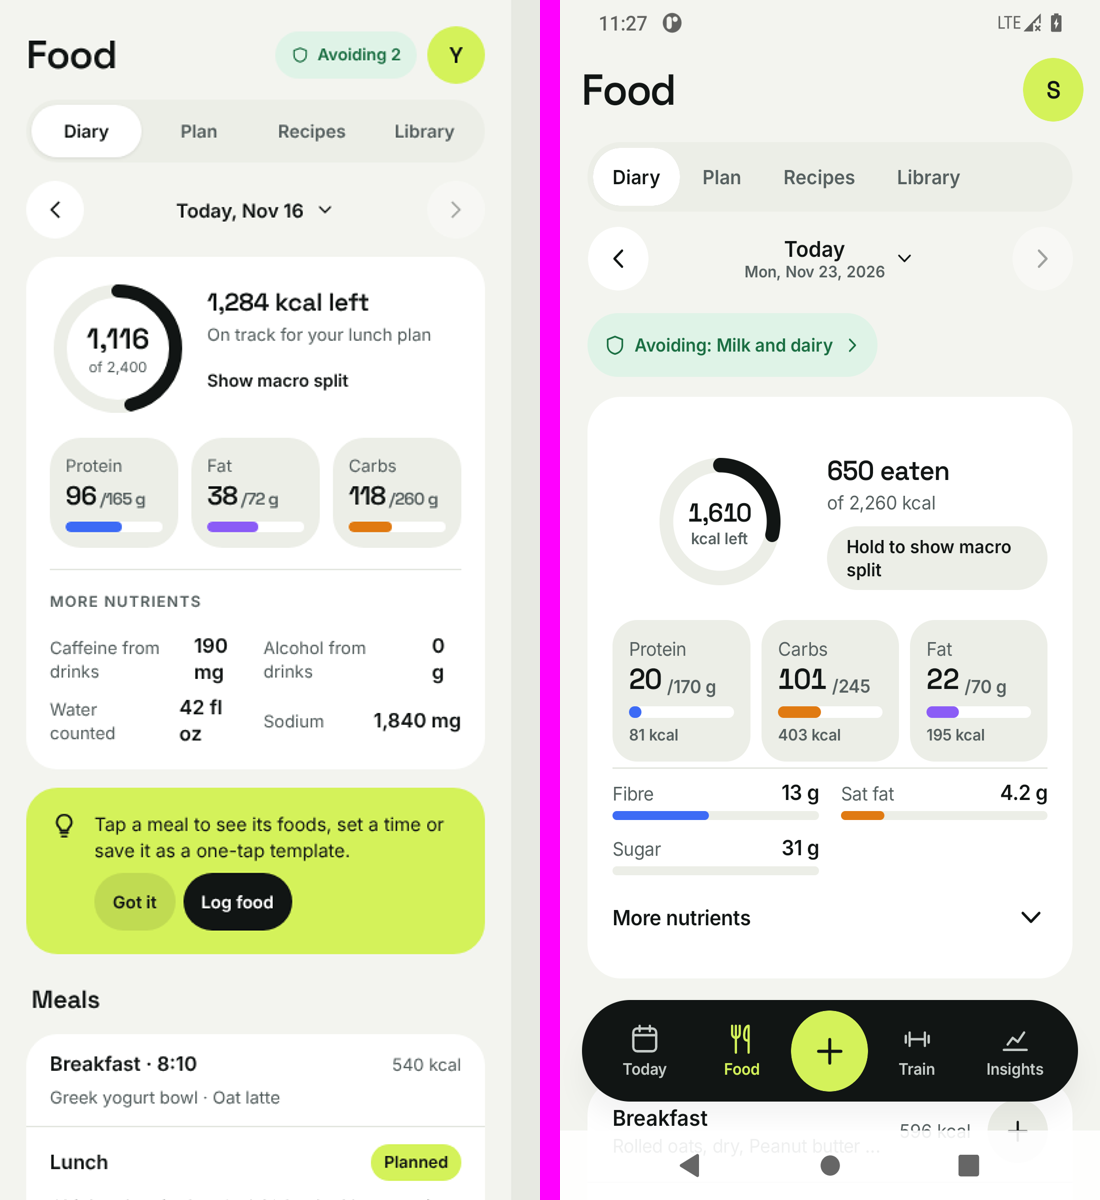 Food
Avoiding 2
Y
Diary
Plan
Recipes
Library
Today, Nov 16
1,116
of 2,400
1,284 kcal left
On track for your lunch plan
Show macro split
Protein
96 /165 g
Fat
38 /72 g
Carbs
118 /260 g
MORE NUTRIENTS
Caffeine from drinks
190 mg
Alcohol from drinks
0 g
Water counted
42 fl oz
Sodium
1,840 mg
Tap a meal to see its foods, set a time or
save it as a one-tap template.
Got it
Log food
Meals
Breakfast · 8:10
540 kcal
Greek yogurt bowl · Oat latte
Lunch
Planned
11:27
LTE
Food
S
Diary
Plan
Recipes
Library
Today
Mon, Nov 23, 2026
Avoiding: Milk and dairy
1,610
kcal left
650 eaten
of 2,260 kcal
Hold to show macro
split
Protein
20 /170 g
81 kcal
Carbs
101 /245
403 kcal
Fat
22 /70 g
195 kcal
Fibre
13 g
Sat fat
4.2 g
Sugar
31 g
More nutrients
Today
Food
Train
Insights
Breakfast
596 kcal
Rolled oats, dry, Peanut butter ...